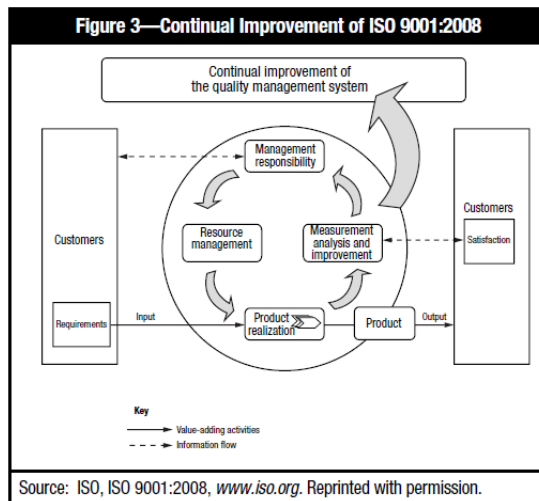 Figure 3—Continual Improvement of ISO 9001:2008
Continual improvement of
the quality management system
Management
responsibility
Customers
Resource
management
Measurement
analysis and
improvement
Customers
Satisfaction
Requirements
Input
Product
realization
Product
Output
Key
Value-adding activities
Information flow
Source: ISO, ISO 9001:2008, www.iso.org. Reprinted with permission.